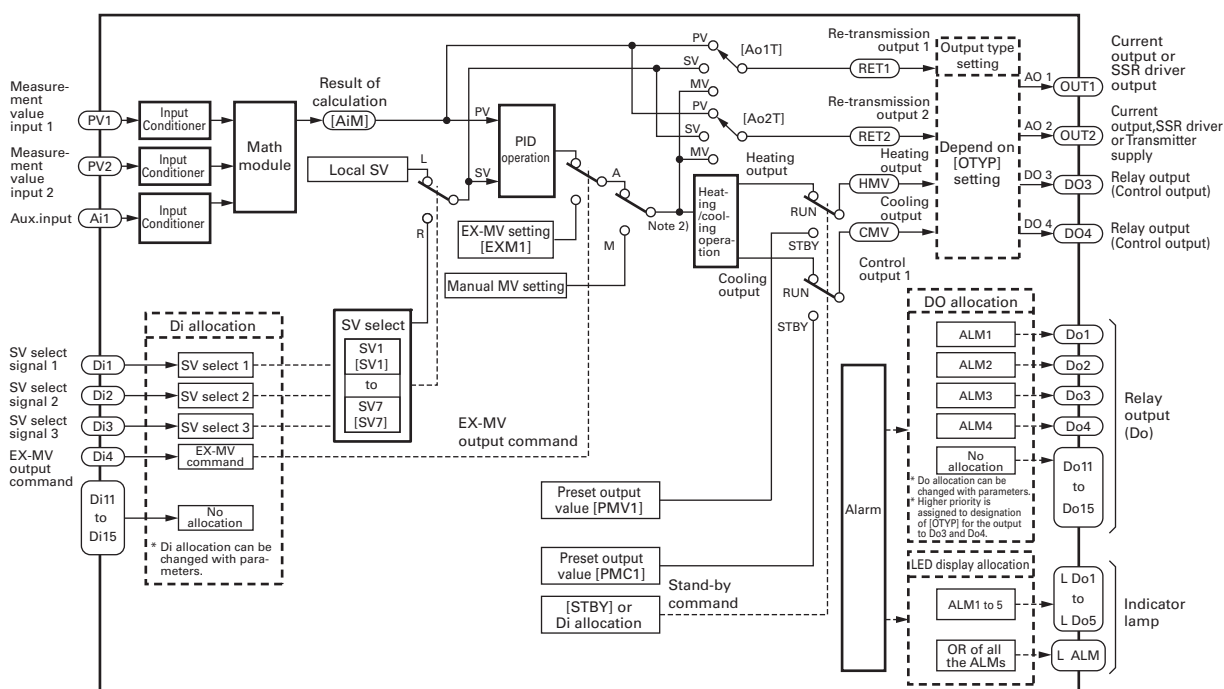 Measure-
ment
value
input 1
PV1
Input
Conditioner
Measure-
ment
value
input 2
PV2
Input
Conditioner
Aux.input
Ai1
Input
Conditioner
Math
module
Result of
calculation
[AiM]
Local SV
L
R
PV
SV
PID
operation
EX-MV setting
[EXM1]
Manual MV setting
A
M
Note 2)
PV
SV
MV
[Ao1T]
PV
SV
MV
[Ao2T]
Re-transmission
output 1
RET1
Re-transmission
output 2
RET2
Heating
output
Heating
output
HMV
Cooling
output
CMV
Control
output 1
Heat-
ing
/cool-
ing
opera-
tion
Cooling
output
RUN
STBY
RUN
STBY
Output type
setting
Depend on
[OTYP]
setting
AO 1
OUT1
AO 2
OUT2
DO 3
DO3
DO 4
DO4
Current
output or
SSR driver
output
Current
output,SSR driver
or Transmitter
supply
Relay output
(Control output)
Relay output
(Control output)
SV select
signal 1
Di1
SV select
signal 2
Di2
SV select
signal 3
Di3
EX-MV
output
command
Di4
Di11
to
Di15
Di allocation
SV select 1
SV select 2
SV select 3
EX-MV
command
No
allocation
* Di allocation can be
changed with para-
meters.
SV select
SV1
[SV1]
to
SV7
[SV7]
EX-MV
output command
Preset output
value [PMV1]
Preset output
value [PMC1]
[STBY] or
Di allocation
Stand-by
command
Alarm
DO allocation
ALM1
ALM2
ALM3
ALM4
No
allocation
* Do allocation can be
changed with parameters.
* Higher priority is
assigned to designation
of [OTYP] for the output
to Do3 and Do4.
Do1
Do2
Do3
Do4
Do11
to
Do15
Relay
output
(Do)
LED display allocation
ALM1 to 5
OR of all
the ALMs
L Do1
to
L Do5
L ALM
Indicator
lamp